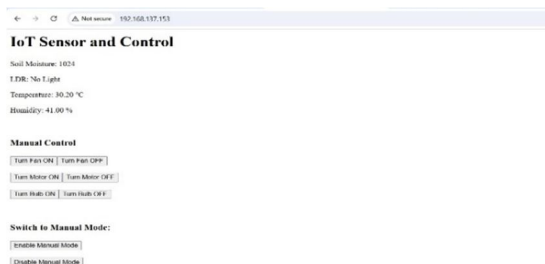 Not secure 192.168.137.153
IoT Sensor and Control
Soil Moisture: 1024
LDR: No Light
Temperature: 30.20 °C
Humidity: 41.00 %
Manual Control
Turn Fan ON Turn Fan OFF
Turn Motor ON Turn Motor OFF
Turn Bulb ON Turn Bulb OFF
Switch to Manual Mode:
Enable Manual Mode
Disable Manual Mode